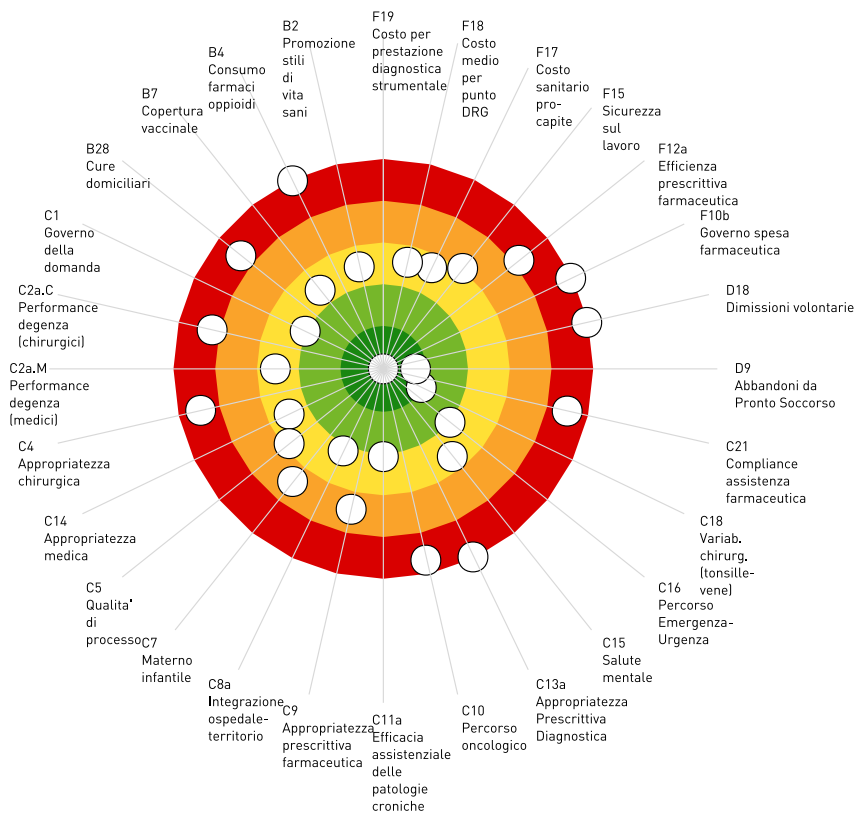 F19
Costo per
prestazione
diagnostica
strumentale
F18
Costo
medio
per
punto
DRG
F17
Costo
sanitario
pro-
capite
F15
Sicurezza
sul
lavoro
F12a
Efficienza
prescrittiva
farmaceutica
F10b
Governo spesa
farmaceutica
D18
Dimissioni volontarie
D9
Abbandoni da
Pronto Soccorso
C21
Compliance
assistenza
farmaceutica
C18
Variab.
chirurg.
(tonsille-
vene)
C16
Percorso
Emergenza-
Urgenza
C15
Salute
mentale
C13a
Appropriatezza
Prescrittiva
Diagnostica
C10
Percorso
oncologico
C11a
Efficacia
assistenziale
delle
patologie
croniche
C9
Appropriatezza
prescrittiva
farmaceutica
C8a
Integrazione
ospedale-
territorio
C7
Materno
infantile
C5
Qualita'
di
processo
C14
Appropriatezza
medica
C4
Appropriatezza
chirurgica
C2a.M
Performance
degenza
(medici)
C2a.C
Performance
degenza
(chirurgici)
C1
Governo
della
domanda
B28
Cure
domiciliari
B7
Copertura
vaccinale
B4
Consumo
farmaci
oppioidi
B2
Promozione
stili
di
vita
sani